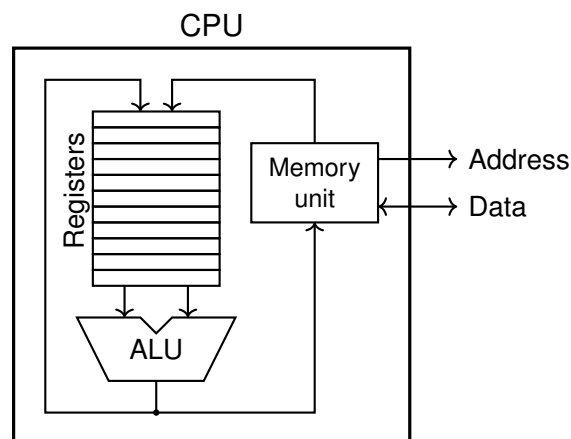 CPU
Registers
Memory
unit
Address
Data
ALU